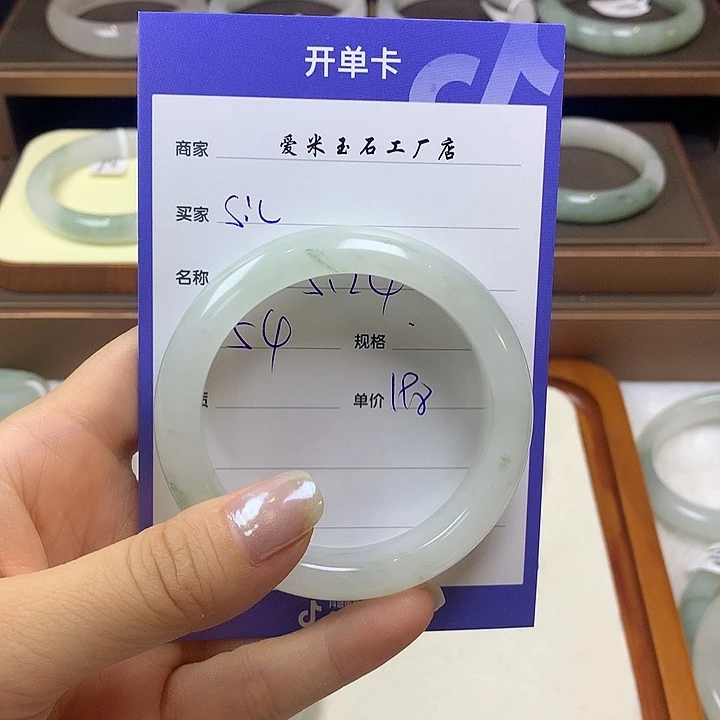 开单卡
商家 爱米玉石工厂店
买家 Sil
名称
54 规格
单价 198